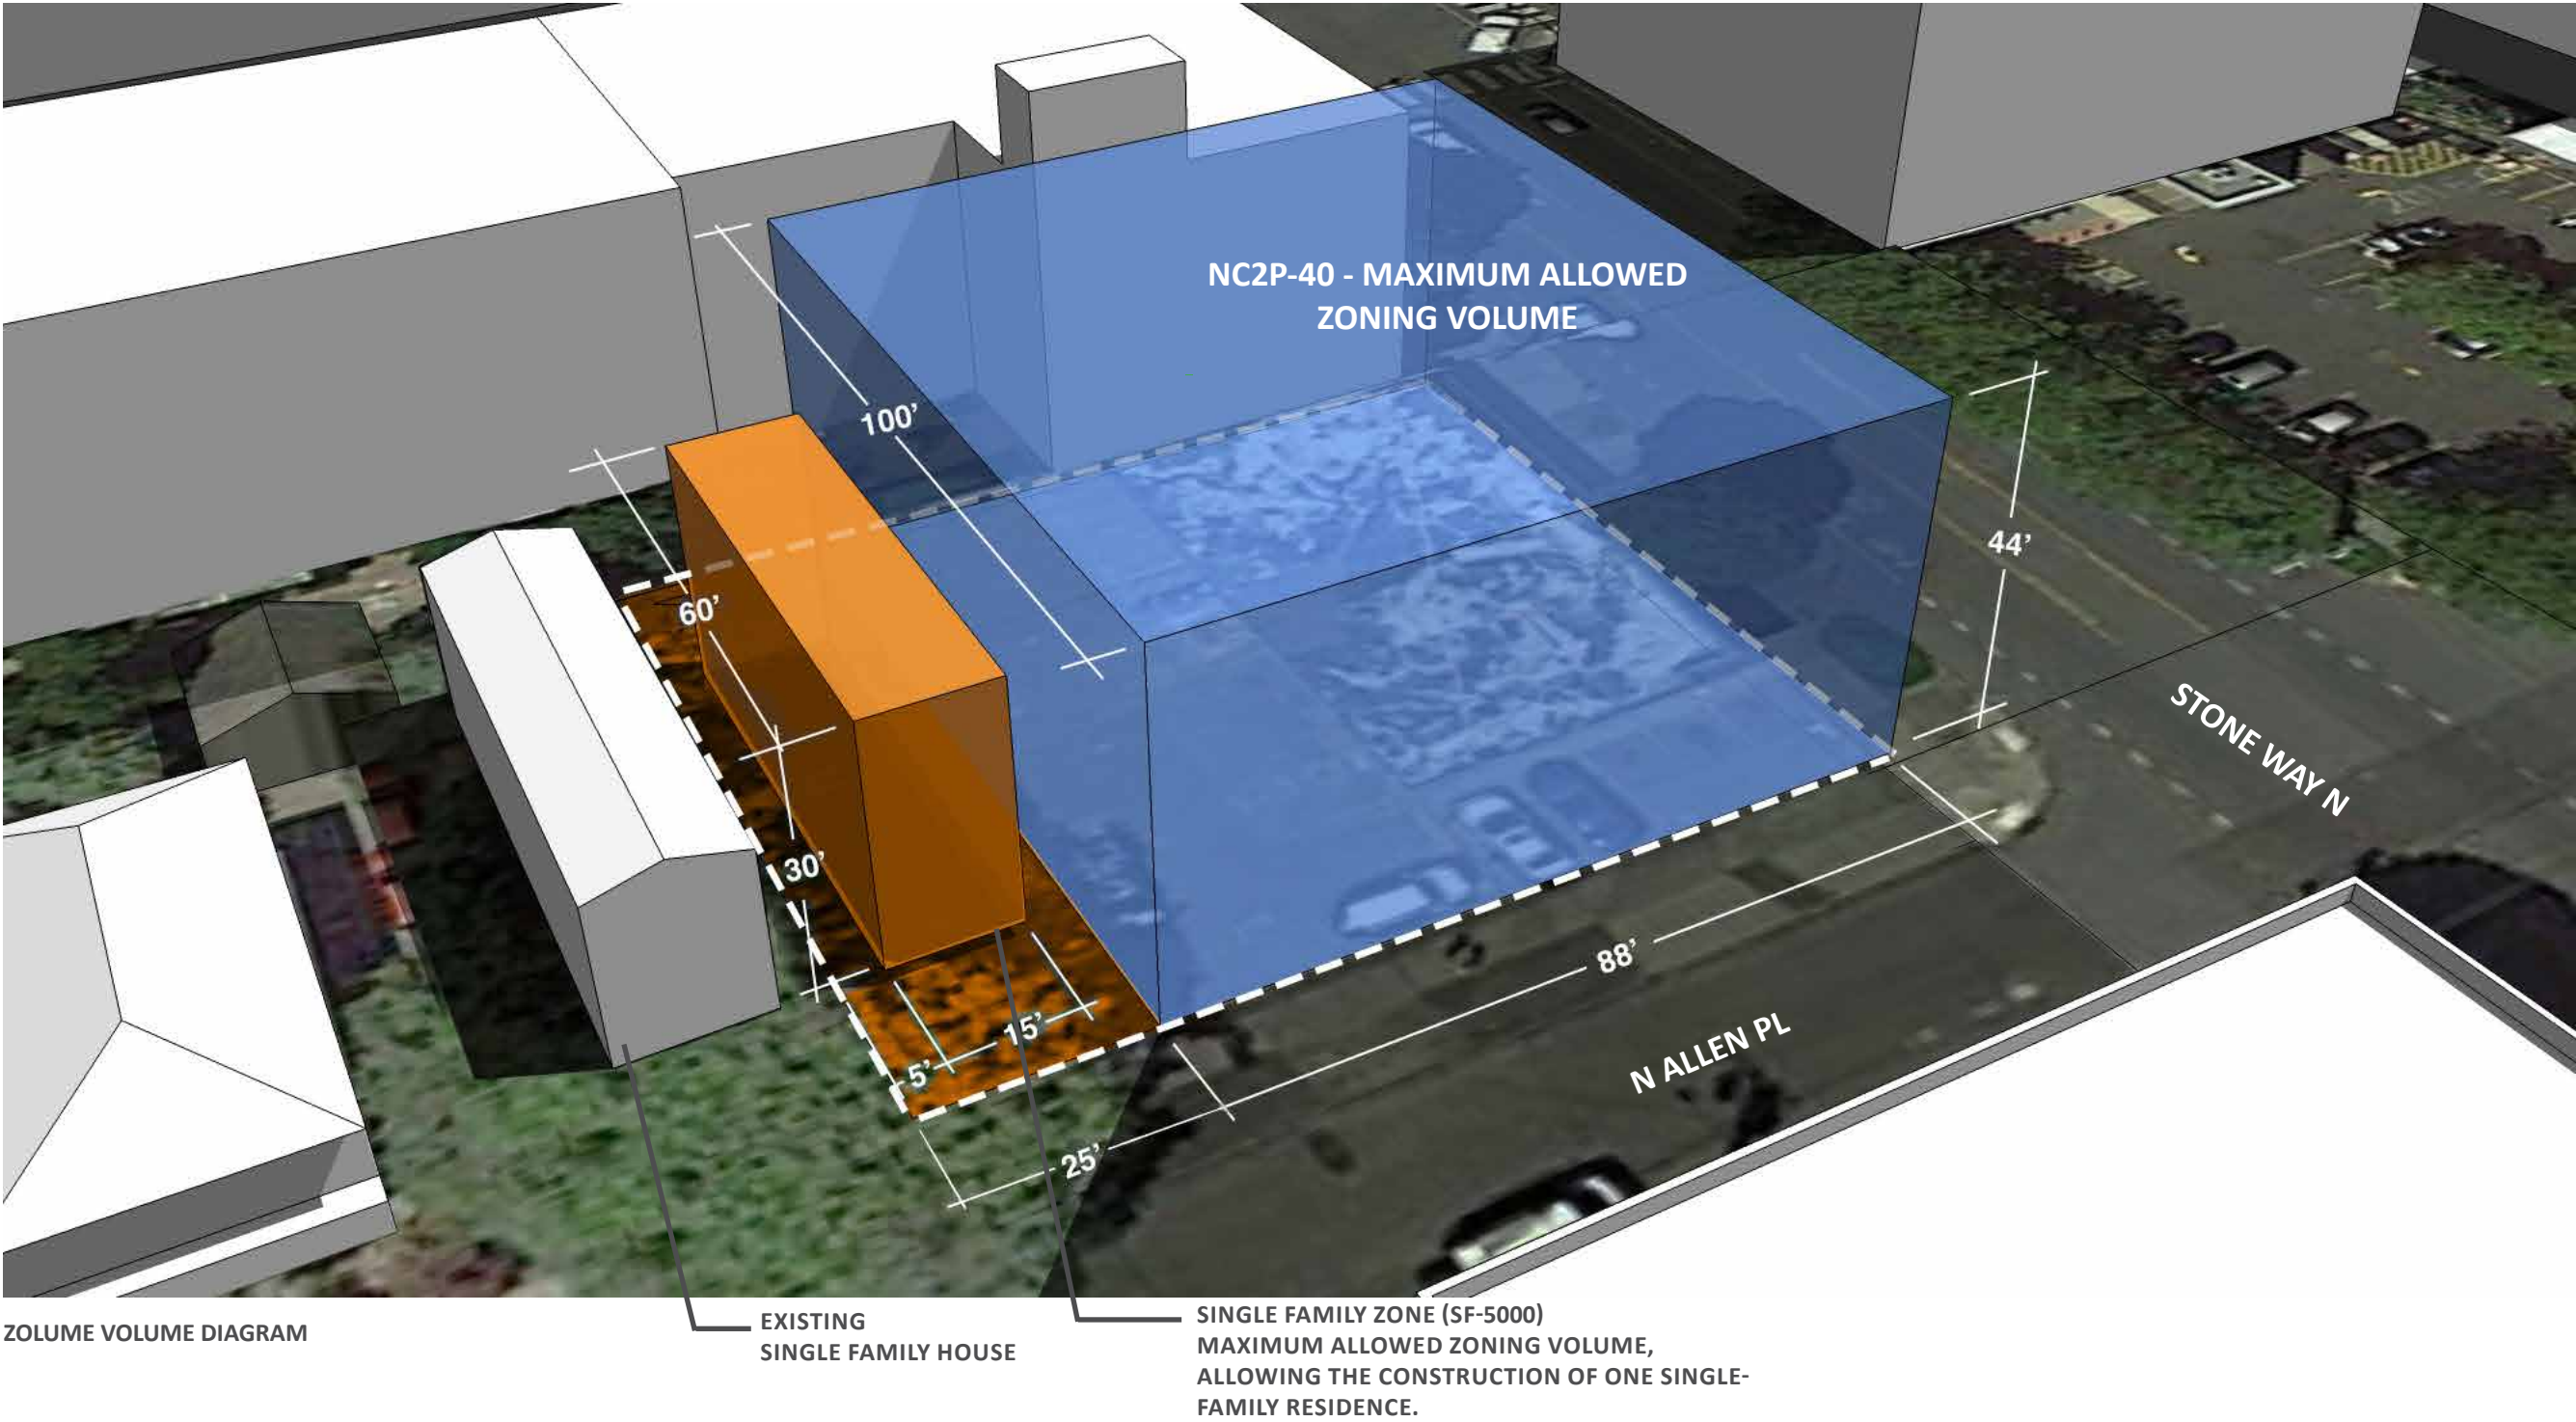 NC2P-40 - MAXIMUM ALLOWED
ZONING VOLUME
100’
44’
60’
STONE WAY N
30’
88’
15’
5’
N ALLEN PL
25’
ZOLUME VOLUME DIAGRAM
EXISTING
SINGLE FAMILY HOUSE
SINGLE FAMILY ZONE (SF-5000)
MAXIMUM ALLOWED ZONING VOLUME,
ALLOWING THE CONSTRUCTION OF ONE SINGLE-
FAMILY RESIDENCE.